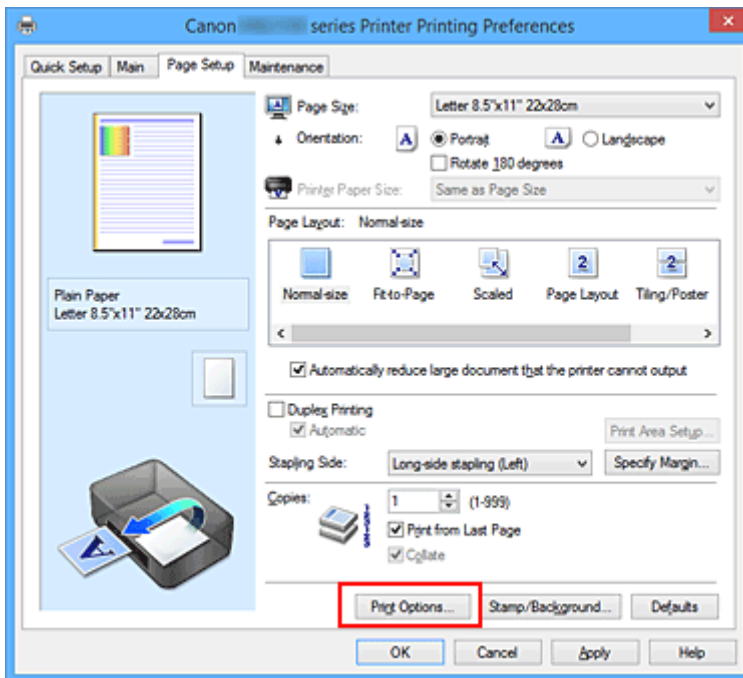 Canon series Printer Printing Preferences
Quick Setup Main Page Setup Maintenance
Page Size: Letter 8.5"x11" 22x28cm
Orientation: A Portrait A Landscape
Rotate 180 degrees
Printer Paper Size: Same as Page Size
Page Layout: Normal-size
2 2
Normal-size Fit-to-Page Scaled Page Layout Tiling/Poster
Plain Paper
Letter 8.5"x11" 22x28cm
Automatically reduce large document that the printer cannot output
Duplex Printing
Automatic Print Area Setup...
Stapling Side: Long-side stapling (Left) Specify Margin...
Copies: 1 (1-999)
Print from Last Page
Collate
A
Print Options... Stamp/Background... Defaults
OK Cancel Apply Help